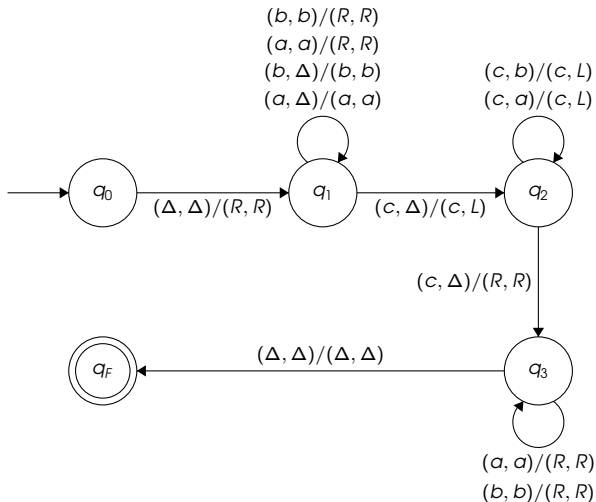 (b, b)/(R, R)
(a, a)/(R, R)
(b, Δ)/(b, b)
(a, Δ)/(a, a)
(c, b)/(c, L)
(c, a)/(c, L)
q0
q1
q2
(Δ, Δ)/(R, R)
(c, Δ)/(c, L)
(c, Δ)/(R, R)
(Δ, Δ)/(Δ, Δ)
qF
q3
(a, a)/(R, R)
(b, b)/(R, R)